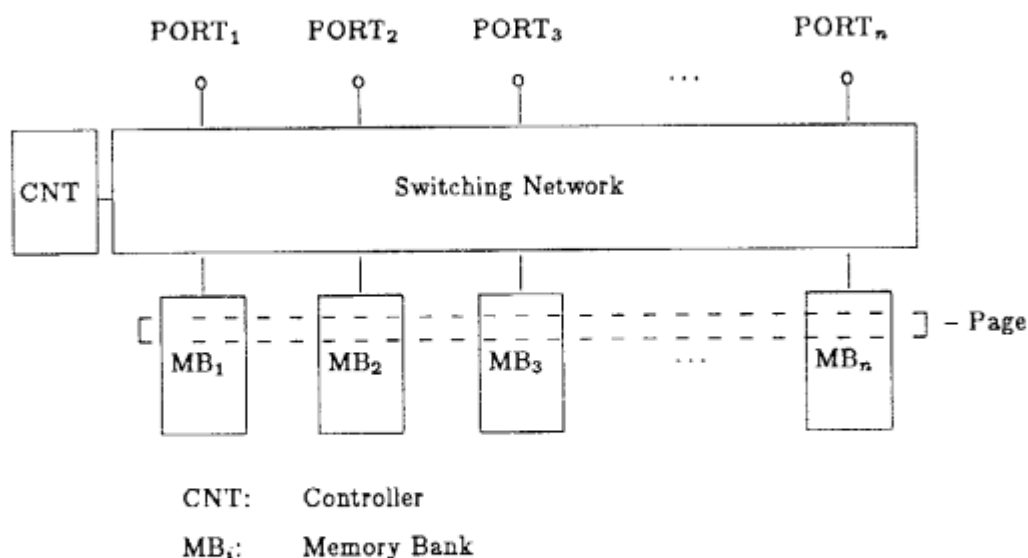 PORT₁ PORT₂ PORT₃ ... PORTₙ
CNT
Switching Network
– Page
MB₁ MB₂ MB₃ ... MBₙ
CNT: Controller
MBᵢ: Memory Bank